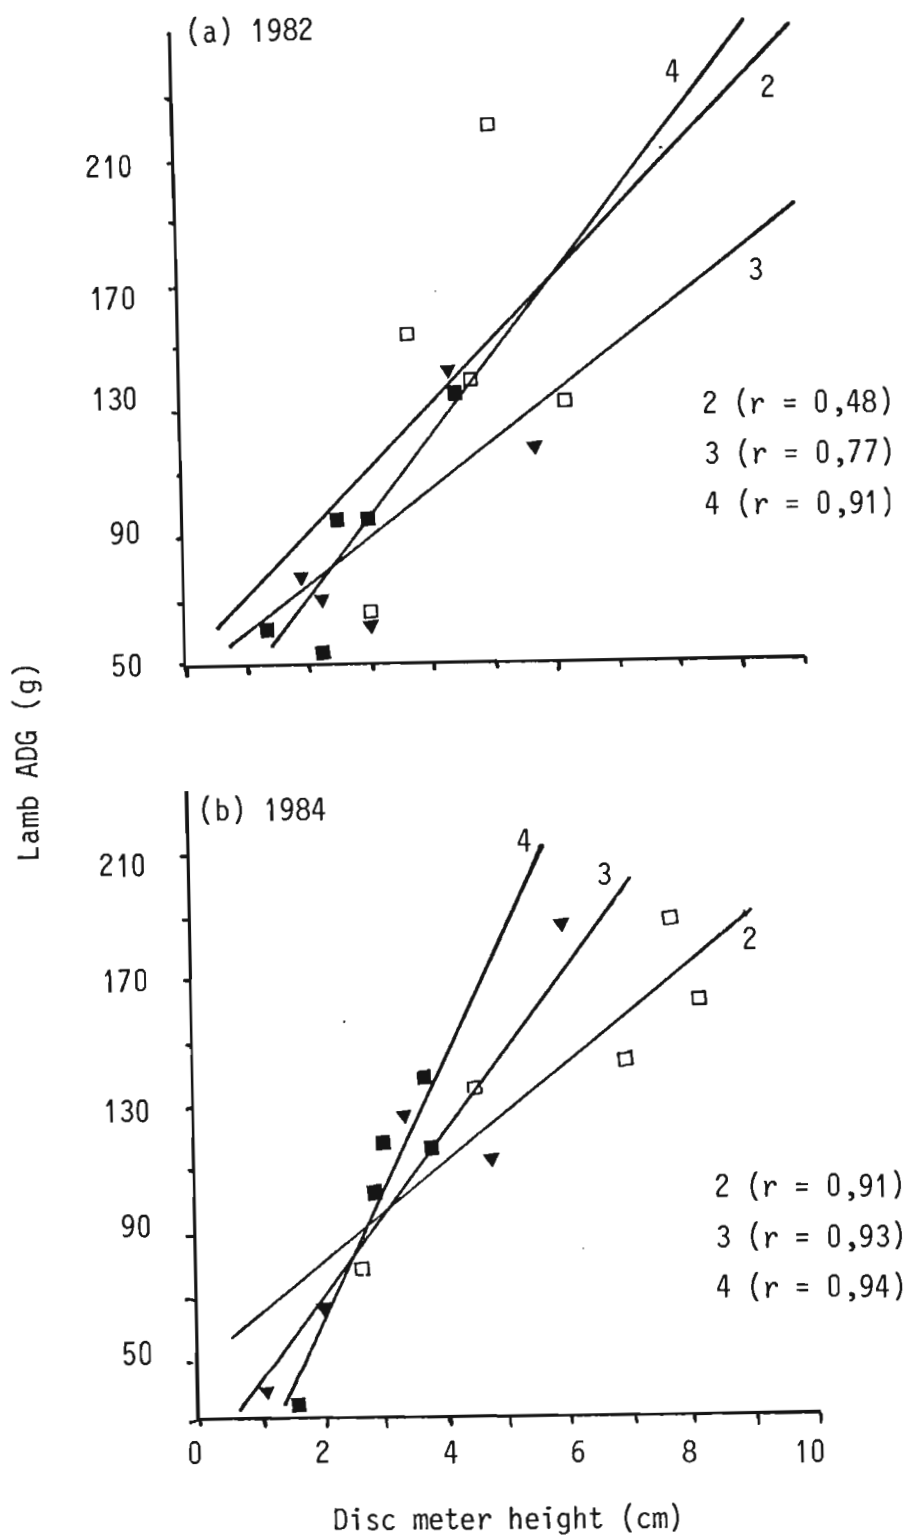 (a) 1982
4
2
210
3
170
130
2 (r = 0,48)
3 (r = 0,77)
4 (r = 0,91)
90
50
Lamb ADG (g)
(b) 1984
4
3
210
2
170
130
2 (r = 0,91)
3 (r = 0,93)
4 (r = 0,94)
90
50
0 2 4 6 8 10
Disc meter height (cm)